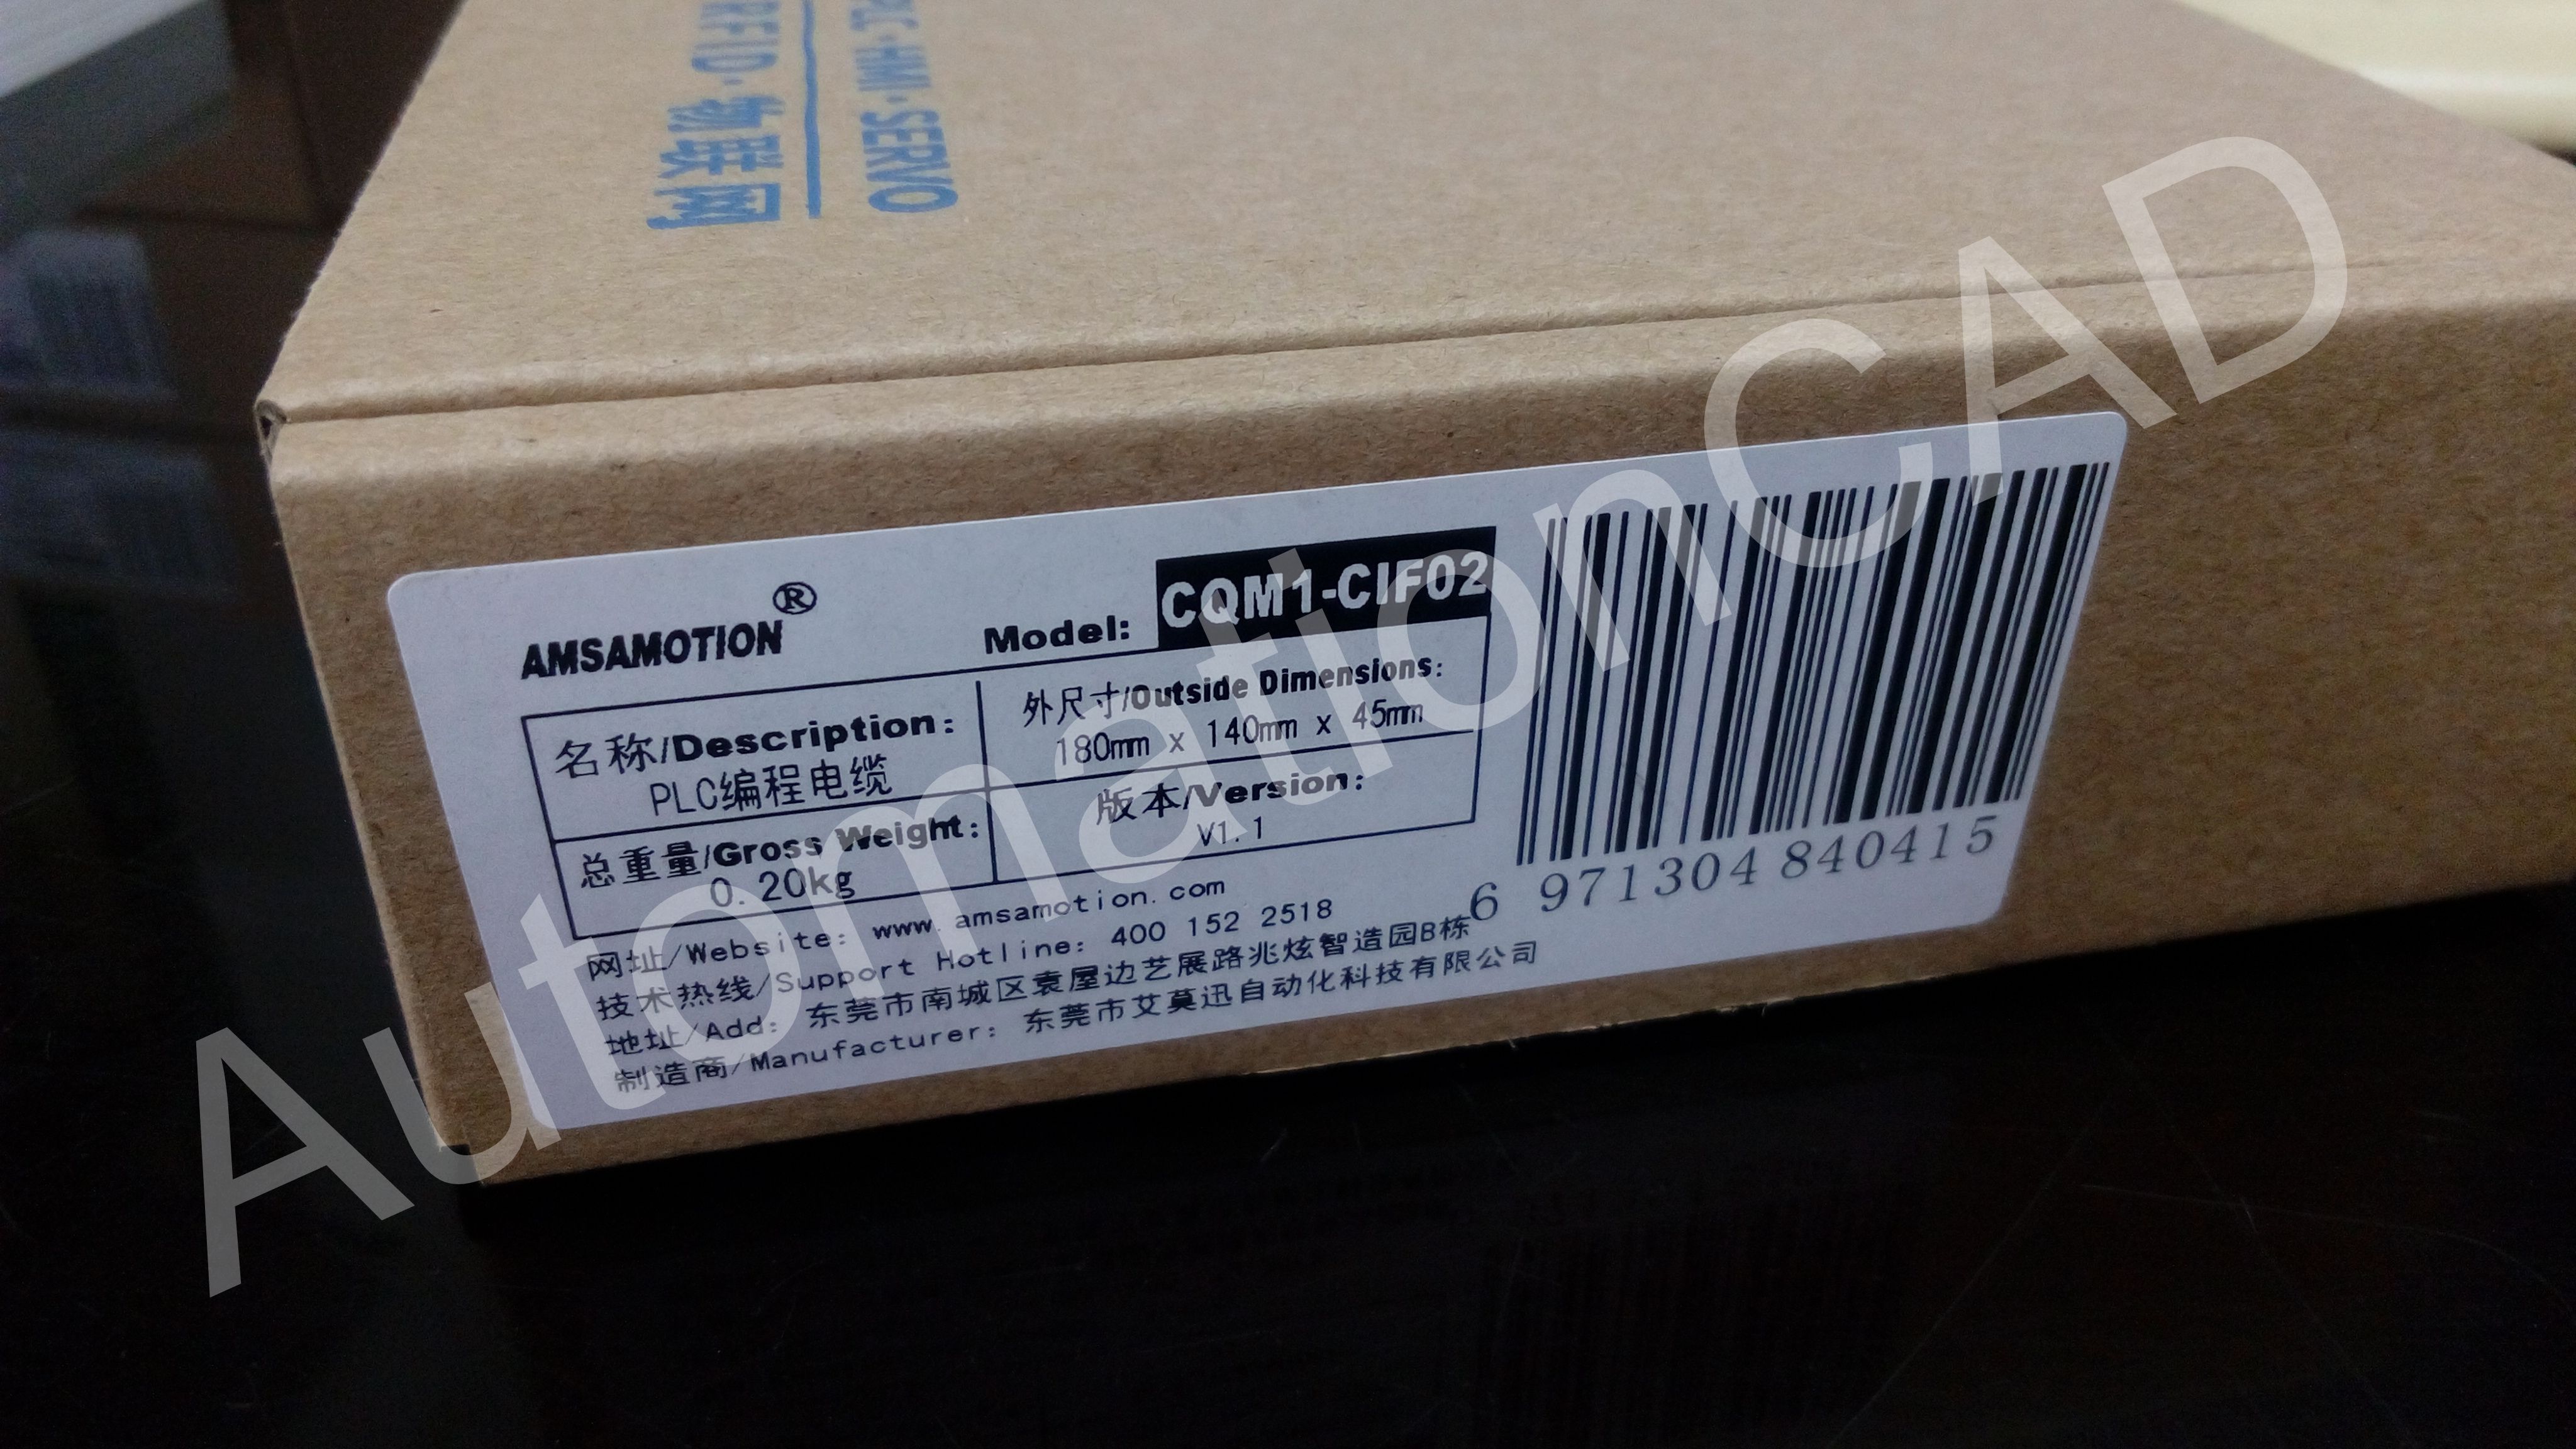 RFID·物联网
PLC·HMI·SERVO
AMSAMOTION®
Model: CQM1-CIF02
名称/Description:
PLC编程电缆
外尺寸/Outside Dimensions:
180mm x 140mm x 45mm
总重量/Gross Weight:
0.20kg
版本/Version:
V1.1
网址/Website: www.amsamotion.com
技术热线/Support Hotline: 400 152 2518
地址/Add: 东莞市南城区袁屋边艺展路兆炫智造园B栋
制造商/Manufacturer: 东莞市艾莫迅自动化科技有限公司
6 971304 840415
AutomationCAD